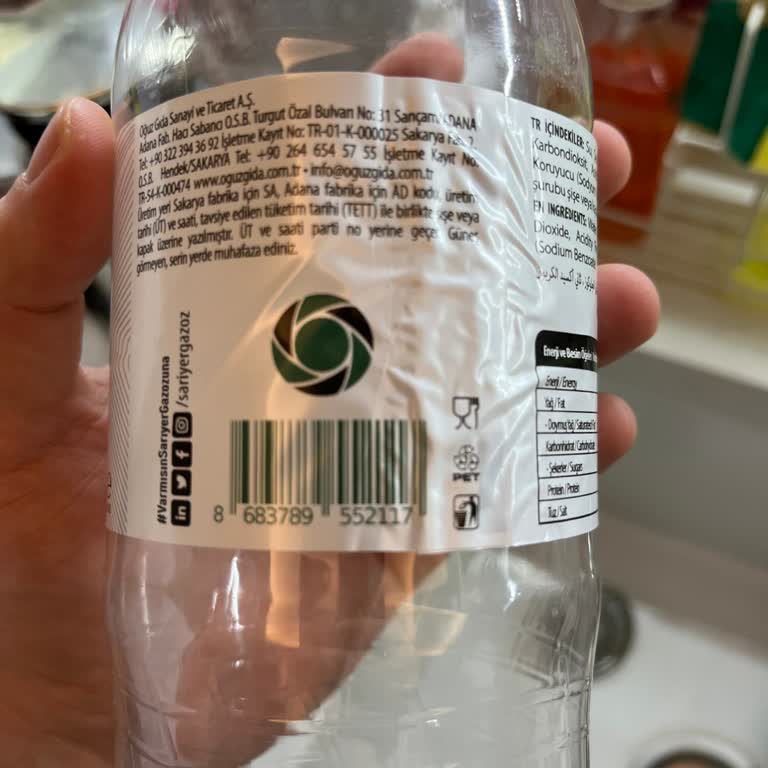 Oğuz Gıda Sanayi ve Ticaret A.Ş.
Adana Fab. Hacı Sabancı O.S.B. Turgut Özal Bulvarı No: 31 Sarıçam/ADANA
Tel: +90 322 394 36 92 İşletme Kayıt No: TR-01-K-000025 Sakarya Fab. 2.
O.S.B. Hendek/SAKARYA Tel: +90 264 654 57 55 İşletme Kayıt No:
TR-54-K-000474 www.oguzgida.com.tr • info@oguzgida.com.tr
Üretim yeri Sakarya fabrika için SA, Adana fabrika için AD kodu, üretim
tarihi (ÜT) ve saati, tavsiye edilen tüketim tarihi (TETT) ile birlikte şişe veya
kapak üzerine yazılmıştır. ÜT ve saati parti no yerine geçer. Güneş
görmeyen, serin yerde muhafaza ediniz.
#VarmısınSarıyerGazozuna
/sariyergazoz
8 683789 552117
PET
TR İÇİNDEKİLER: Su,
Karbondioksit,
Koruyucu (Sodyum
şurubu şişe veya
EN INGREDIENTS: Water,
Dioxide, Acidity
(Sodium Benzoate
Enerji ve Besin Öğeleri
Enerji / Energy
Yağ / Fat
- Doymuş Yağ / Saturated Fat
Karbonhidrat / Carbohydrate
- Şekerler / Sugars
Protein / Protein
Tuz / Salt